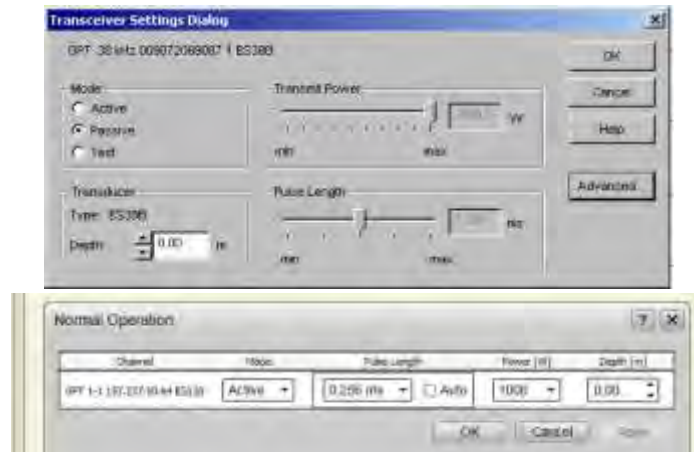 Transceiver Settings Dialog
GPT 38 kHz 009072069087 4 ES38B
OK
Mode
Transmit Power
Active
Cancel
Passive
W
Help
Test
min max
Advanced
Transducer
Pulse Length
Type: ES38B
Depth 0.00 m
ms
min max
Normal Operation
Channel Mode Pulse Length Power [W] Depth [m]
Active 0.256 ms Auto 1000 0.00
OK Cancel